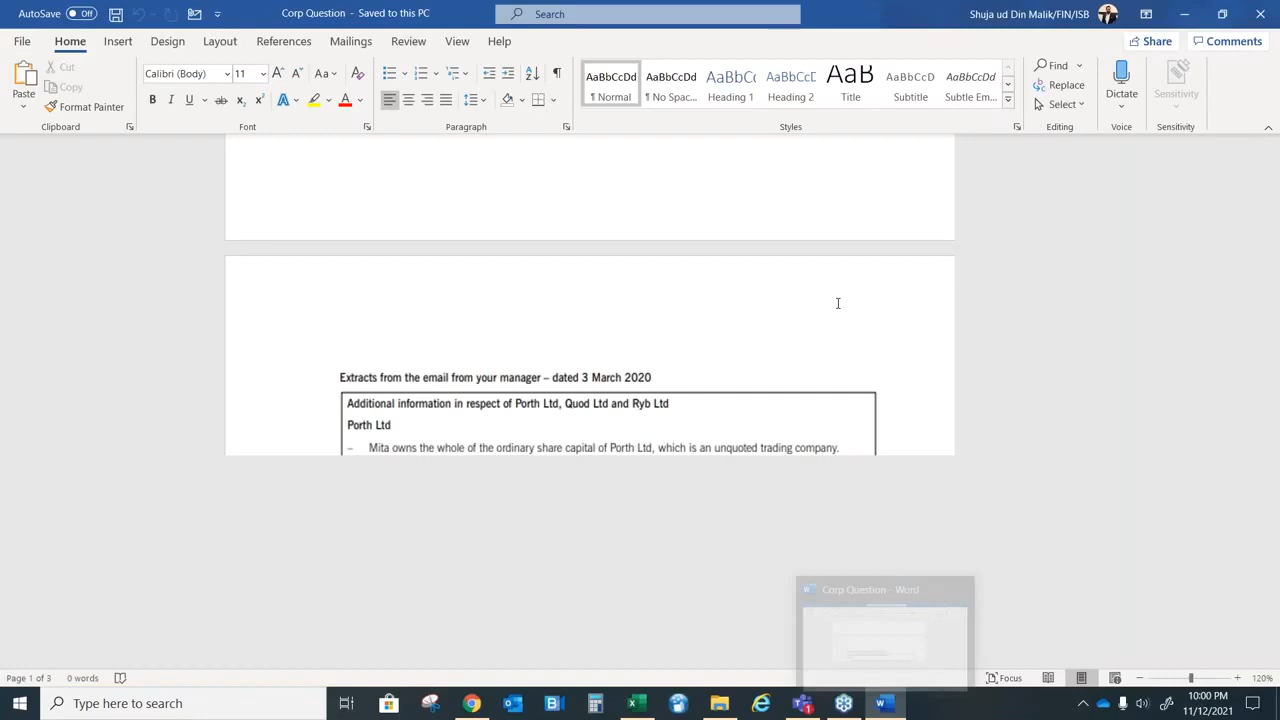 AutoSave Off Corp Question - Saved to this PC Search Shuja ud Din Malik/FIN/ISB
File Home Insert Design Layout References Mailings Review View Help Share Comments
Paste Cut Copy Format Painter
Calibri (Body) 11
AaBbCcDd AaBbCcDd AaBbC( AaBbCcE AaB AaBbCcD AaBbCcDd
¶ Normal ¶ No Spac... Heading 1 Heading 2 Title Subtitle Subtle Em...
Find Replace Select
Dictate Sensitivity
Clipboard Font Paragraph Styles Editing Voice Sensitivity
Extracts from the email from your manager – dated 3 March 2020
Additional information in respect of Porth Ltd, Quod Ltd and Ryb Ltd
Porth Ltd
– Mita owns the whole of the ordinary share capital of Porth Ltd, which is an unquoted trading company.
Corp Question - Word
Page 1 of 3 0 words Focus 120%
Type here to search
10:00 PM
11/12/2021